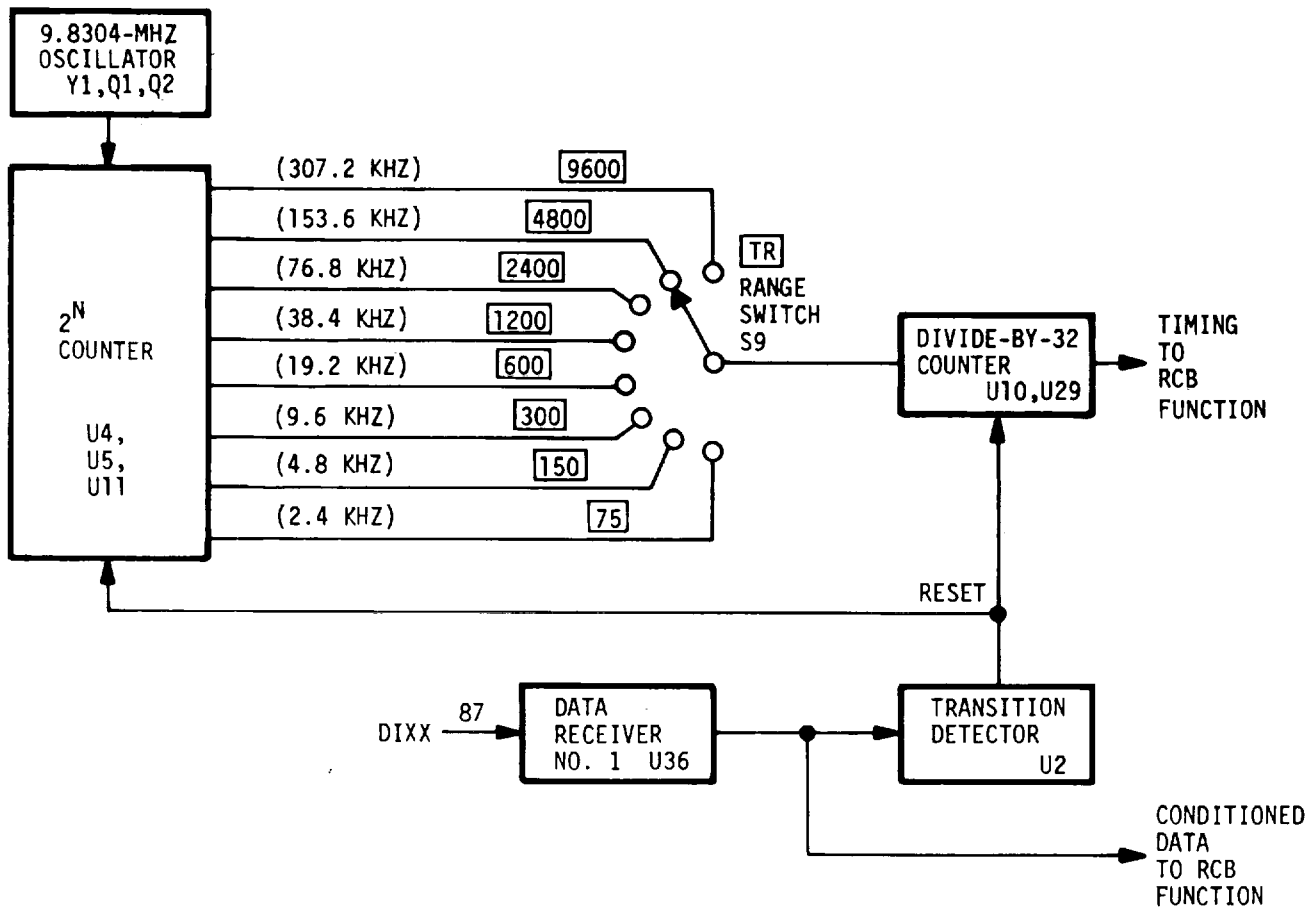 9.8304-MHZ
OSCILLATOR
Y1,Q1,Q2
(307.2 KHZ) 9600
(153.6 KHZ) 4800
(76.8 KHZ) 2400
(38.4 KHZ) 1200
(19.2 KHZ) 600
(9.6 KHZ) 300
(4.8 KHZ) 150
(2.4 KHZ) 75
2N
COUNTER
U4,
U5,
U11
TR
RANGE
SWITCH
S9
DIVIDE-BY-32
COUNTER
U10,U29
TIMING
TO
RCB
FUNCTION
RESET
DIXX 87
DATA
RECEIVER
NO. 1 U36
TRANSITION
DETECTOR
U2
CONDITIONED
DATA
TO RCB
FUNCTION